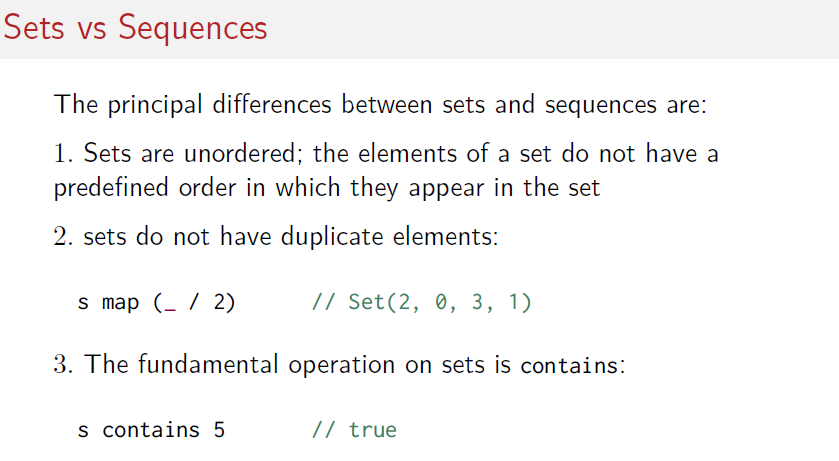 Sets vs Sequences
The principal differences between sets and sequences are:
1. Sets are unordered; the elements of a set do not have a
predefined order in which they appear in the set
2. sets do not have duplicate elements:
s map (_ / 2) // Set(2, 0, 3, 1)
3. The fundamental operation on sets is contains:
s contains 5 // true